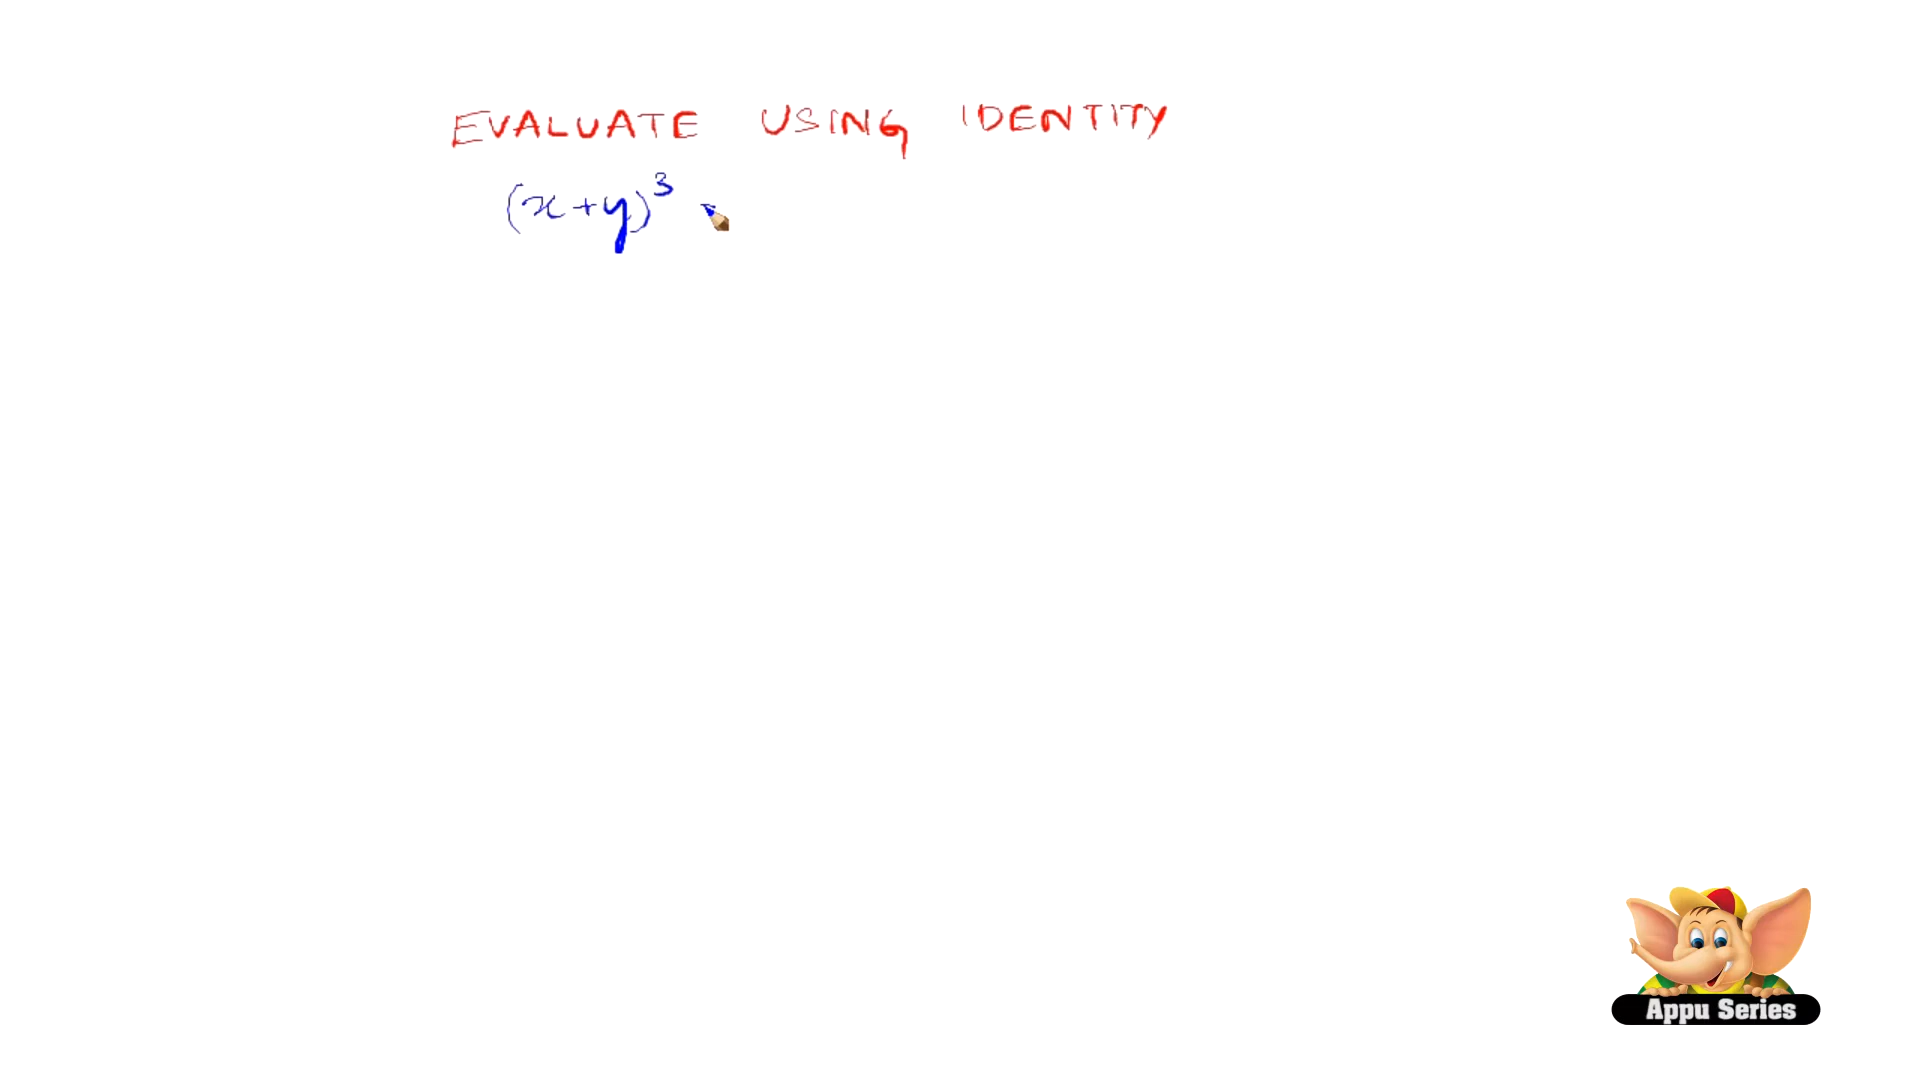 EVALUATE USING IDENTITY
(x+y)³
Appu Series